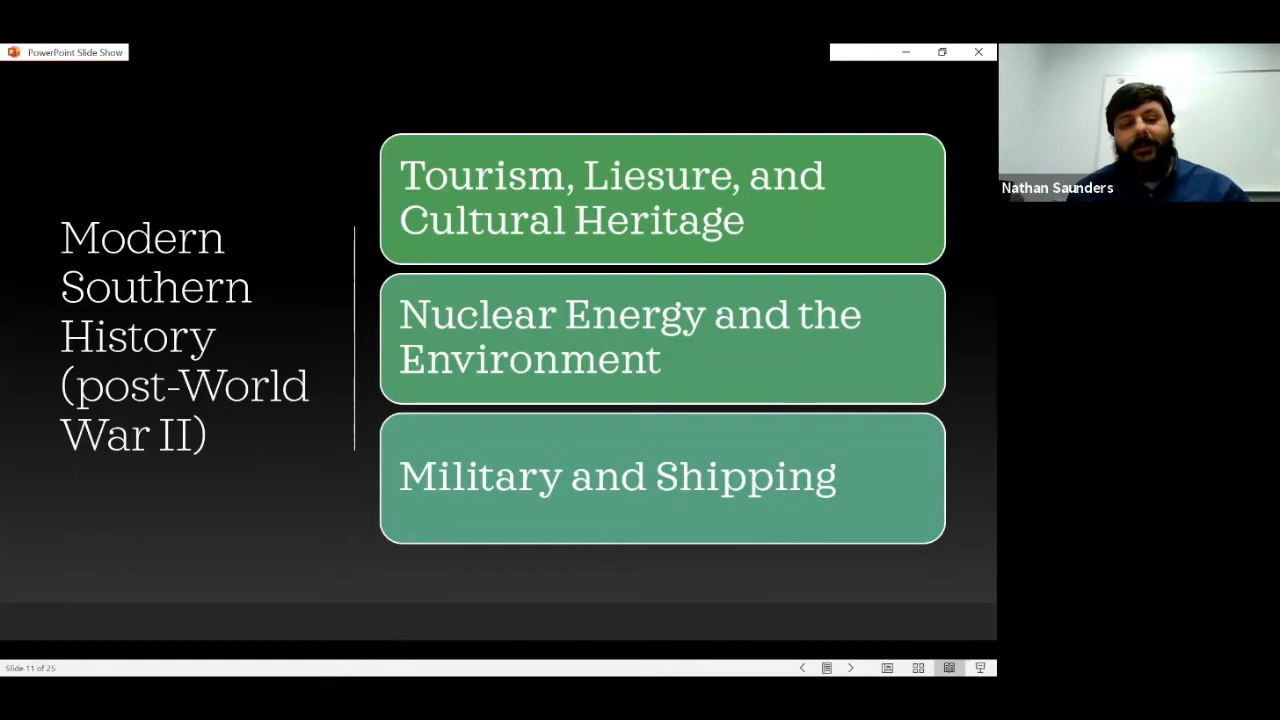 PowerPoint Slide Show
Modern
Southern
History
(post-World
War II)
Tourism, Liesure, and
Cultural Heritage
Nuclear Energy and the
Environment
Military and Shipping
Nathan Saunders
Slide 11 of 25